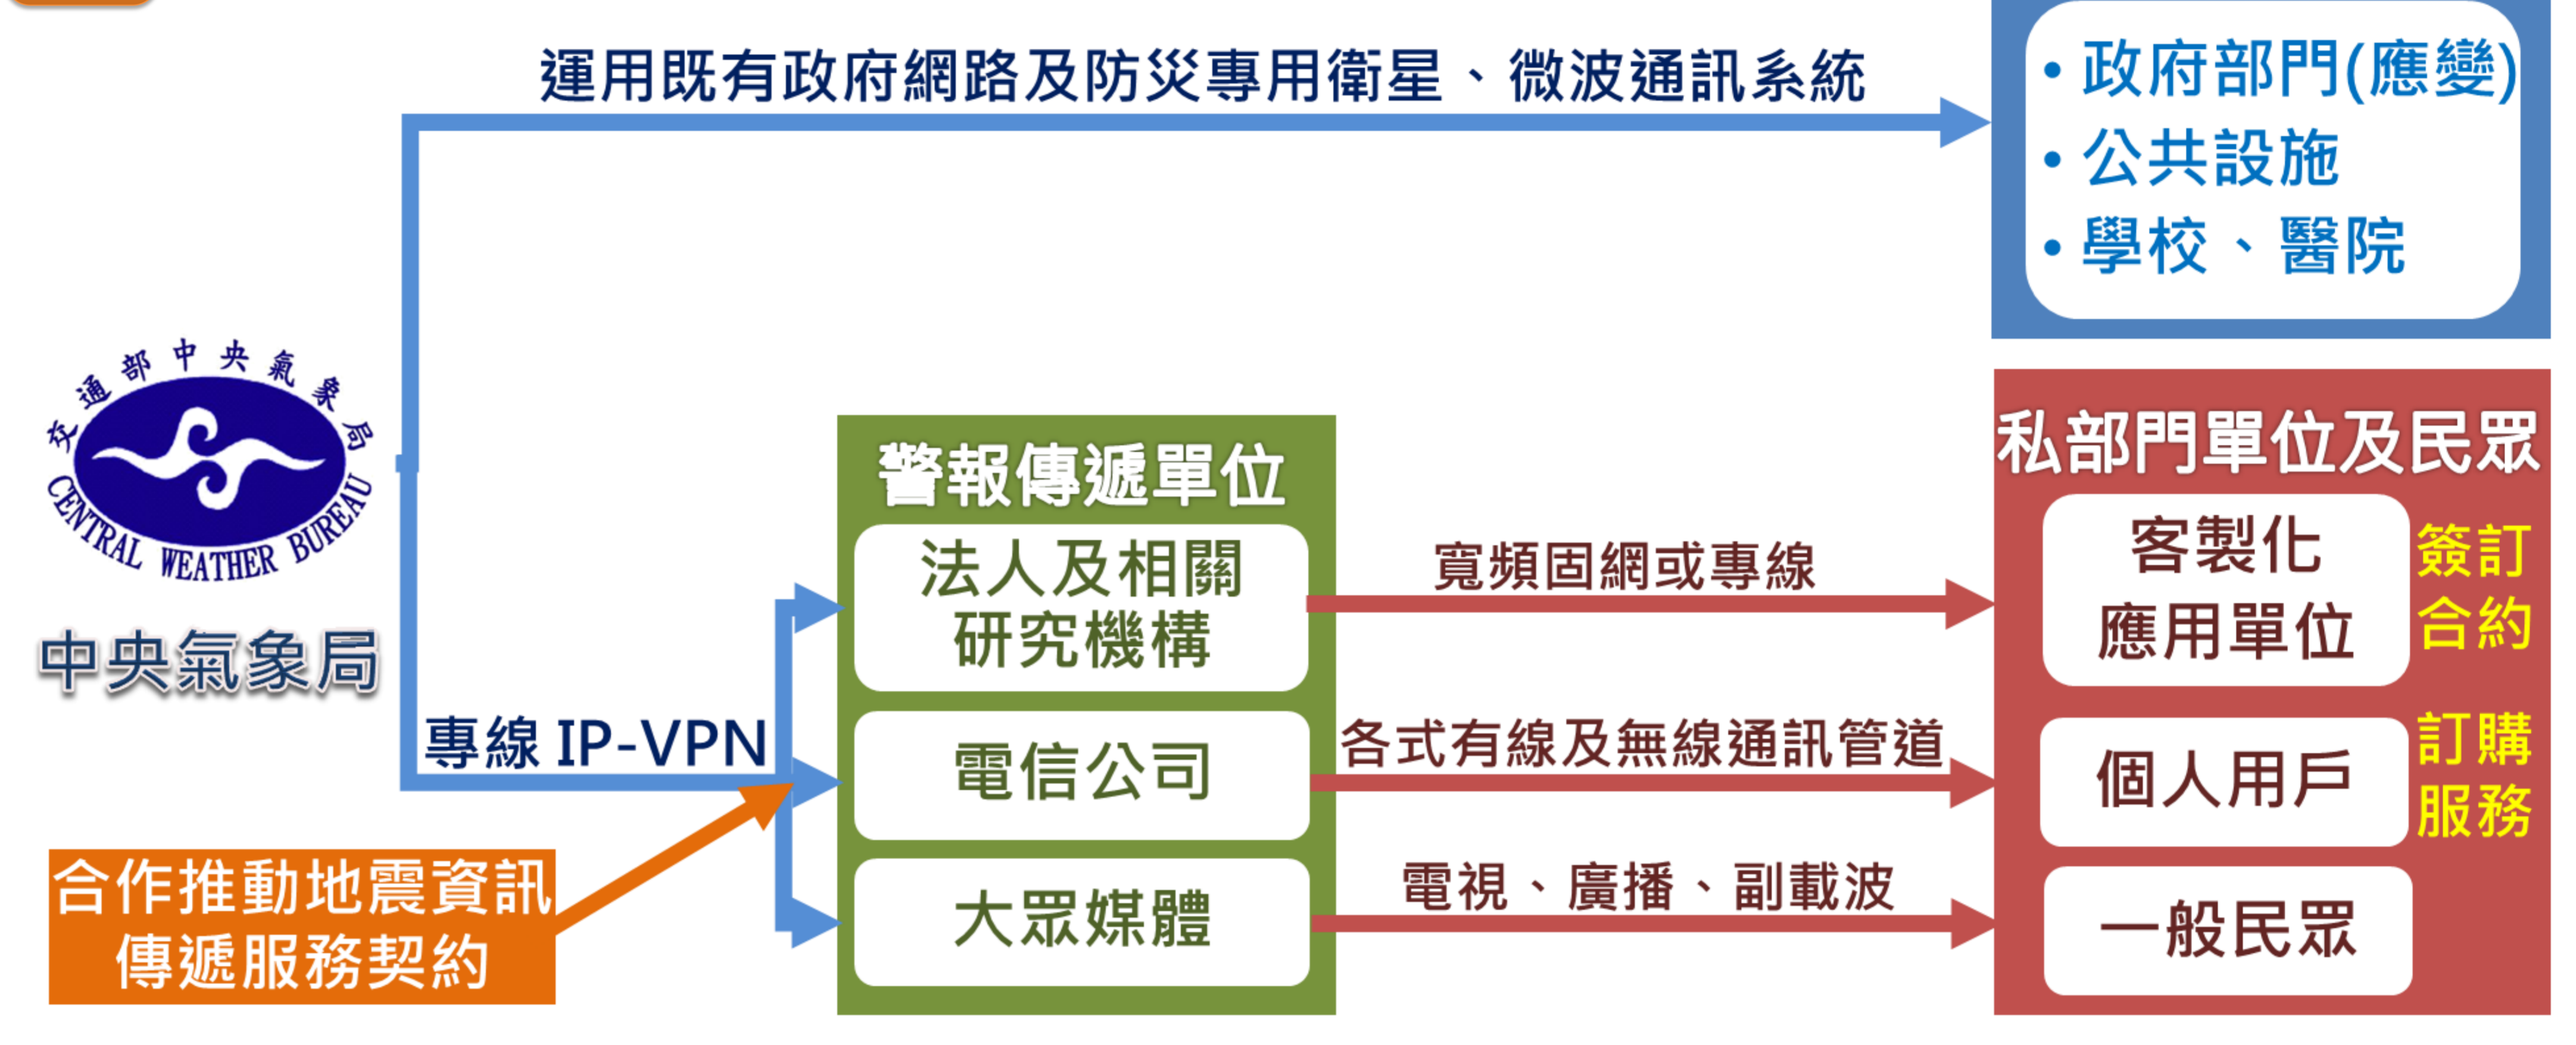 運用既有政府網路及防災專用衛星、微波通訊系統
• 政府部門(應變)
• 公共設施
• 學校、醫院
交通部中央氣象局
CENTRAL WEATHER BUREAU
中央氣象局
專線 IP-VPN
合作推動地震資訊
傳遞服務契約
警報傳遞單位
法人及相關
研究機構
電信公司
大眾媒體
寬頻固網或專線
各式有線及無線通訊管道
電視、廣播、副載波
私部門單位及民眾
客製化
應用單位
簽訂
合約
個人用戶
訂購
服務
一般民眾